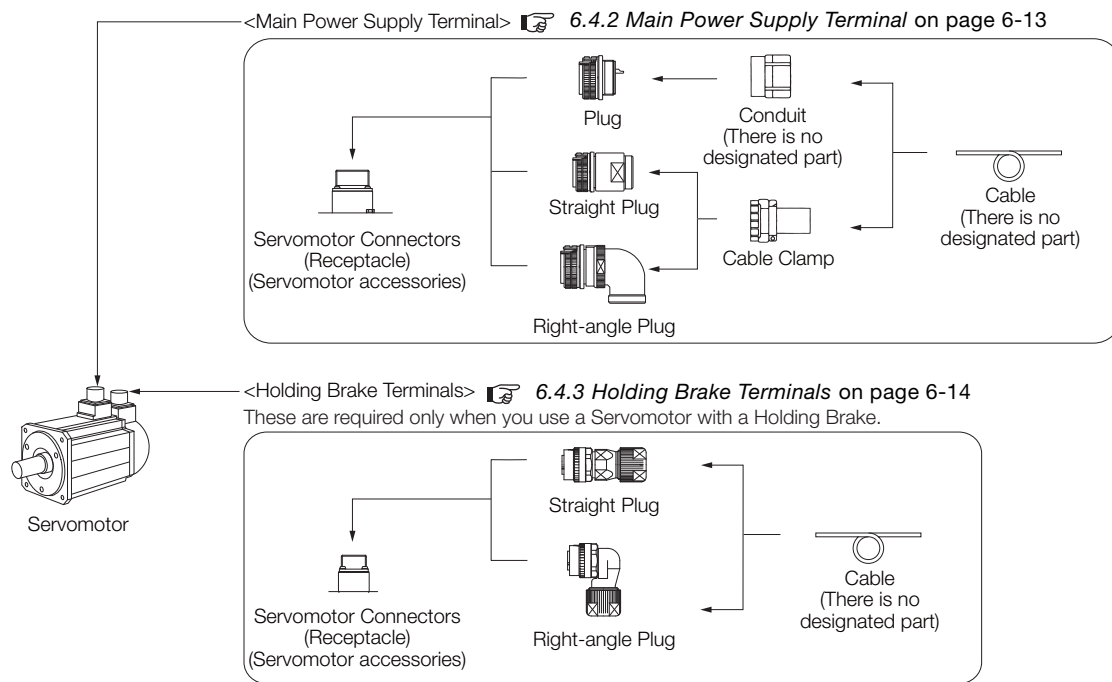 <Main Power Supply Terminal> 6.4.2 Main Power Supply Terminal on page 6-13
Plug
Conduit
(There is no
designated part)
Straight Plug
Cable
(There is no
designated part)
Servomotor Connectors
(Receptacle)
(Servomotor accessories)
Cable Clamp
Right-angle Plug
<Holding Brake Terminals> 6.4.3 Holding Brake Terminals on page 6-14
These are required only when you use a Servomotor with a Holding Brake.
Servomotor
Straight Plug
Cable
(There is no
designated part)
Servomotor Connectors
(Receptacle)
(Servomotor accessories)
Right-angle Plug